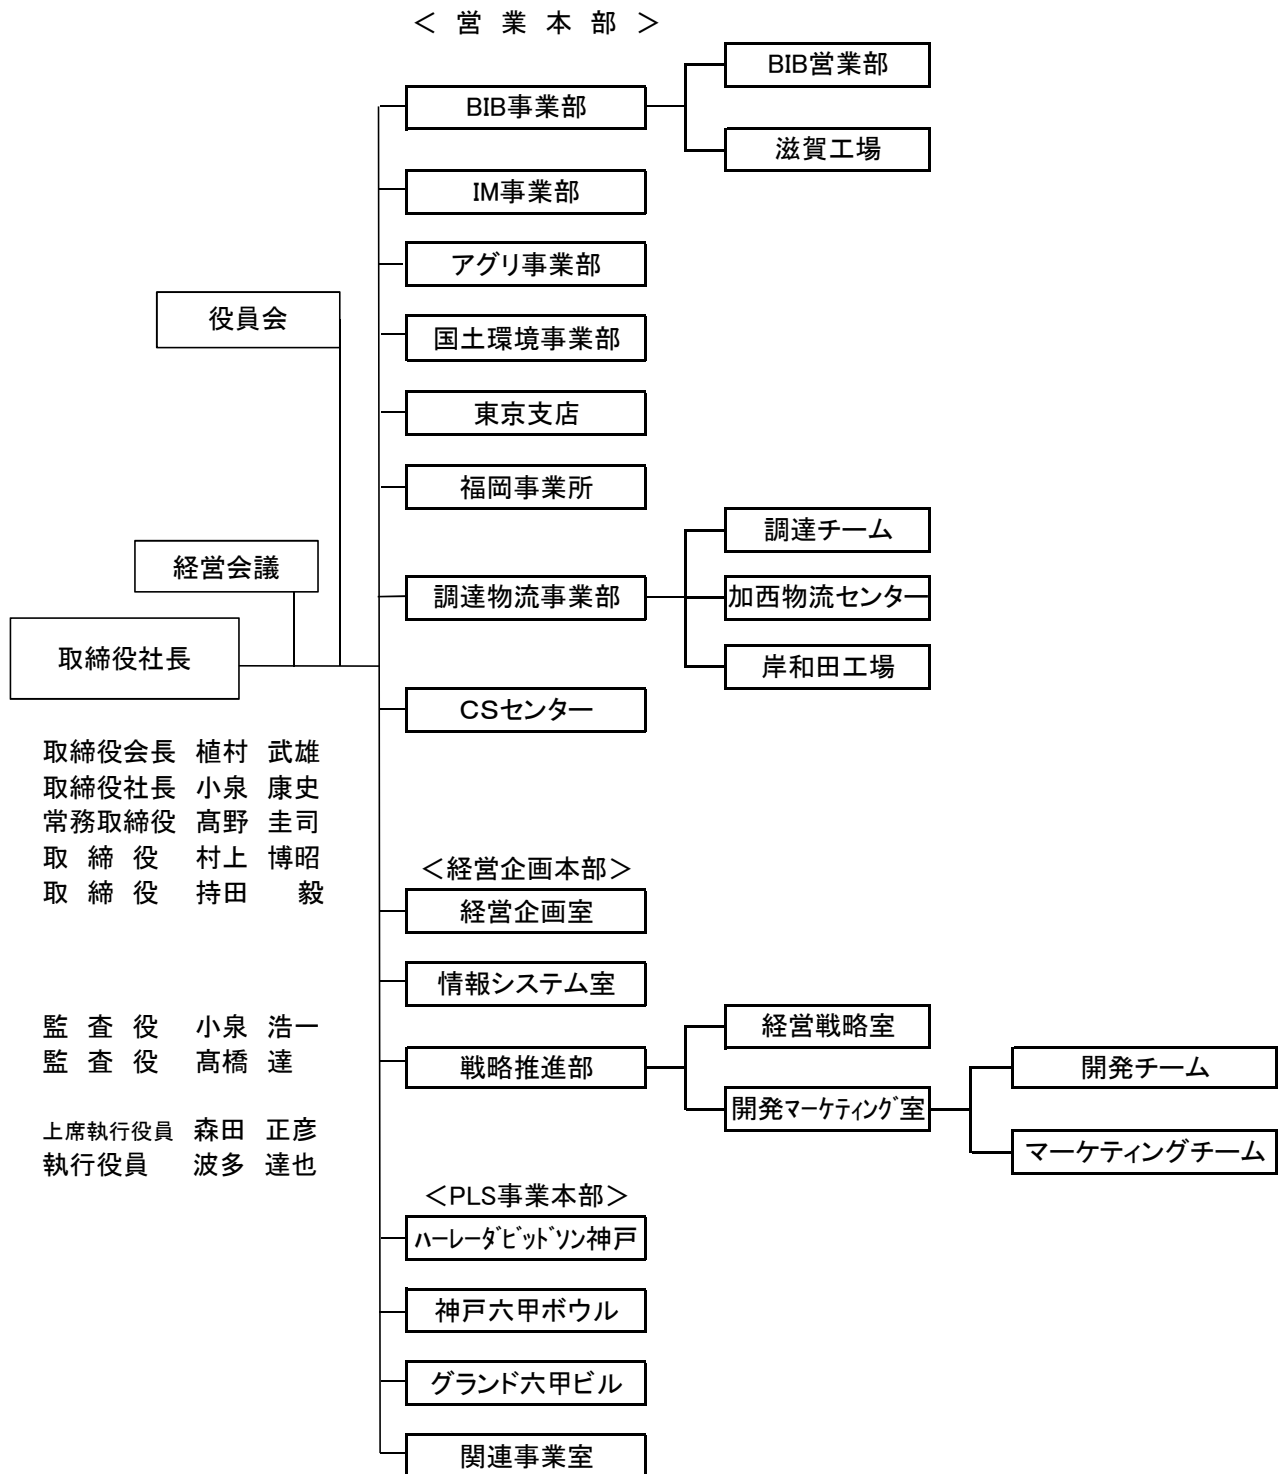 ＜ 営 業 本 部 ＞
BIB事業部
BIB営業部
滋賀工場
IM事業部
アグリ事業部
国土環境事業部
東京支店
福岡事業所
調達物流事業部
調達チーム
加西物流センター
岸和田工場
CSセンター
役員会
経営会議
取締役社長
取締役会長 植村 武雄
取締役社長 小泉 康史
常務取締役 髙野 圭司
取 締 役 村上 博昭
取 締 役 持田 毅
監 査 役 小泉 浩一
監 査 役 髙橋 達
上席執行役員 森田 正彦
執行役員 波多 達也
＜経営企画本部＞
経営企画室
情報システム室
戦略推進部
経営戦略室
開発ﾏｰｹﾃｨﾝｸﾞ室
開発チーム
マーケティングチーム
＜PLS事業本部＞
ﾊｰﾚｰﾀﾞﾋﾞｯﾄﾞｿﾝ神戸
神戸六甲ボウル
グランド六甲ビル
関連事業室